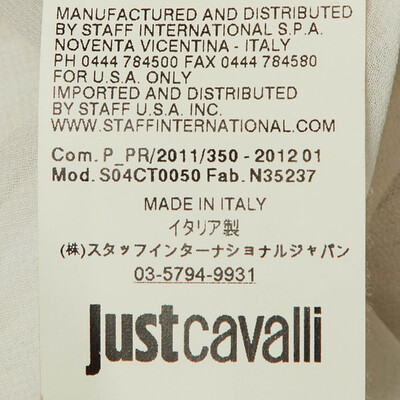 MANUFACTURED AND DISTRIBUTED
BY STAFF INTERNATIONAL S.P.A.
NOVENTA VICENTINA - ITALY
PH 0444 784500 FAX 0444 784580
FOR U.S.A. ONLY
IMPORTED AND DISTRIBUTED
BY STAFF U.S.A. INC.
WWW.STAFFINTERNATIONAL.COM
Com. P_PR/2011/350 - 2012 01
Mod. S04CT0050 Fab. N35237
MADE IN ITALY
イタリア製
(株)スタッフインターナショナルジャパン
03-5794-9931
justcavalli